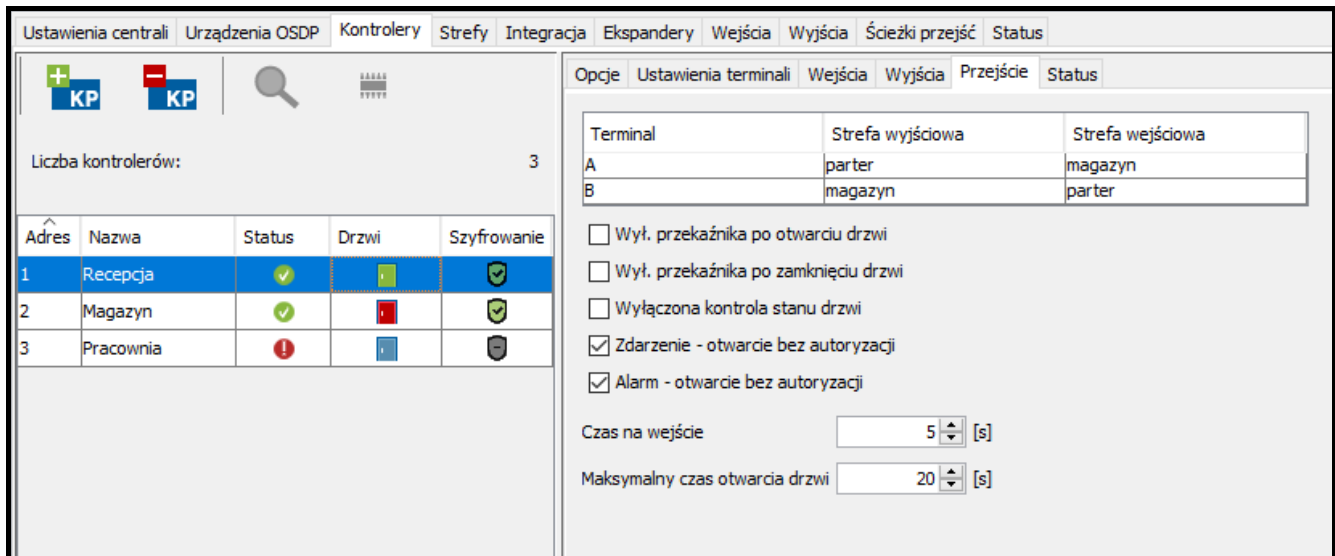 Ustawienia centrali Urządzenia OSDP Kontrolery Strefy Integracja Ekspandery Wejścia Wyjścia Ścieżki przejść Status
KP KP
Liczba kontrolerów: 3
Adres Nazwa Status Drzwi Szyfrowanie
1 Recepcja
2 Magazyn
3 Pracownia
Opcje Ustawienia terminali Wejścia Wyjścia Przejście Status
Terminal Strefa wyjściowa Strefa wejściowa
A parter magazyn
B magazyn parter
Wył. przekaźnika po otwarciu drzwi
Wył. przekaźnika po zamknięciu drzwi
Wyłączona kontrola stanu drzwi
Zdarzenie - otwarcie bez autoryzacji
Alarm - otwarcie bez autoryzacji
Czas na wejście 5 [s]
Maksymalny czas otwarcia drzwi 20 [s]